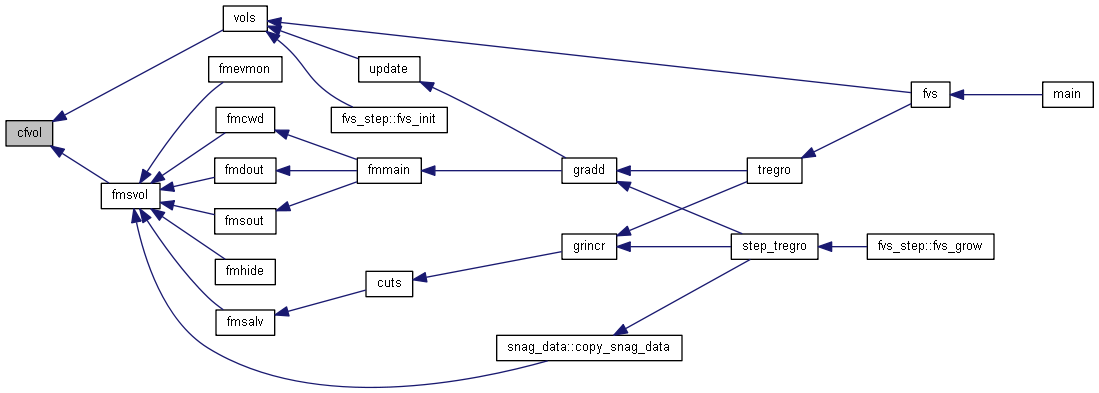 vols
fmevmon
update
fvs
main
fvs_step::fvs_init
fmcwd
cfvol
fmdout
fmmain
gradd
tregro
fmsvol
fmsout
grincr
step_tregro
fvs_step::fvs_grow
fmhide
cuts
fmsalv
snag_data::copy_snag_data